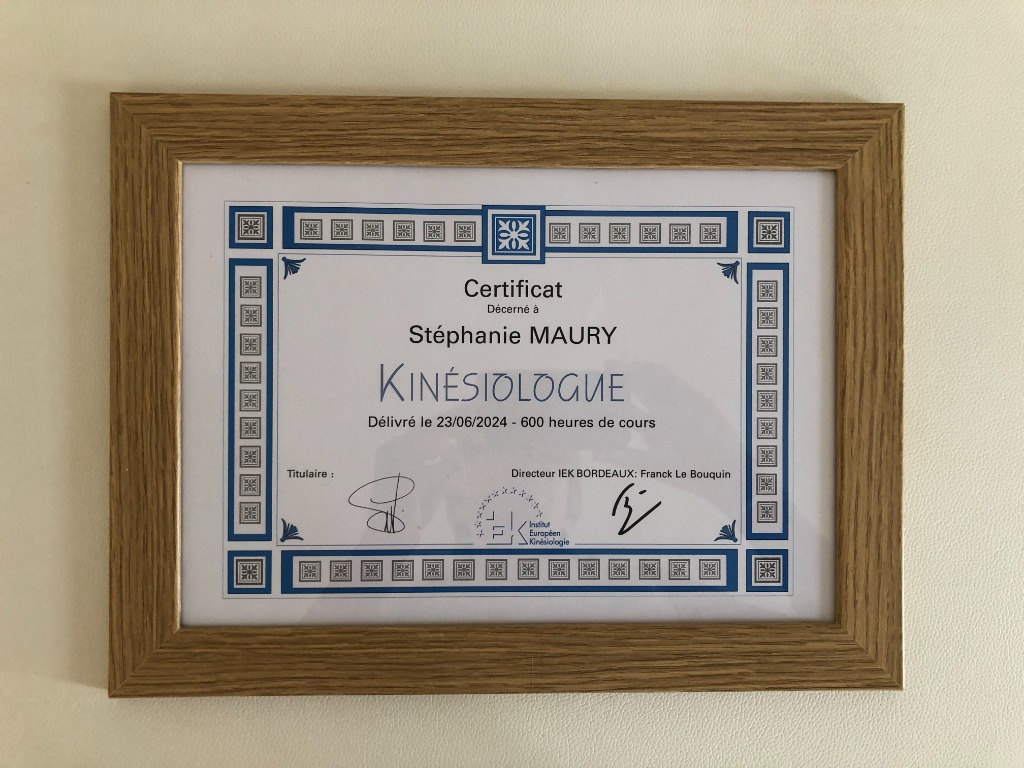 Certificat
Décerné à
Stéphanie MAURY
KINÉSIOLOGUE
Délivré le 23/06/2024 - 600 heures de cours
Titulaire :
Directeur IEK BORDEAUX: Franck Le Bouquin
IEK
Institut
Européen
Kinésiologie